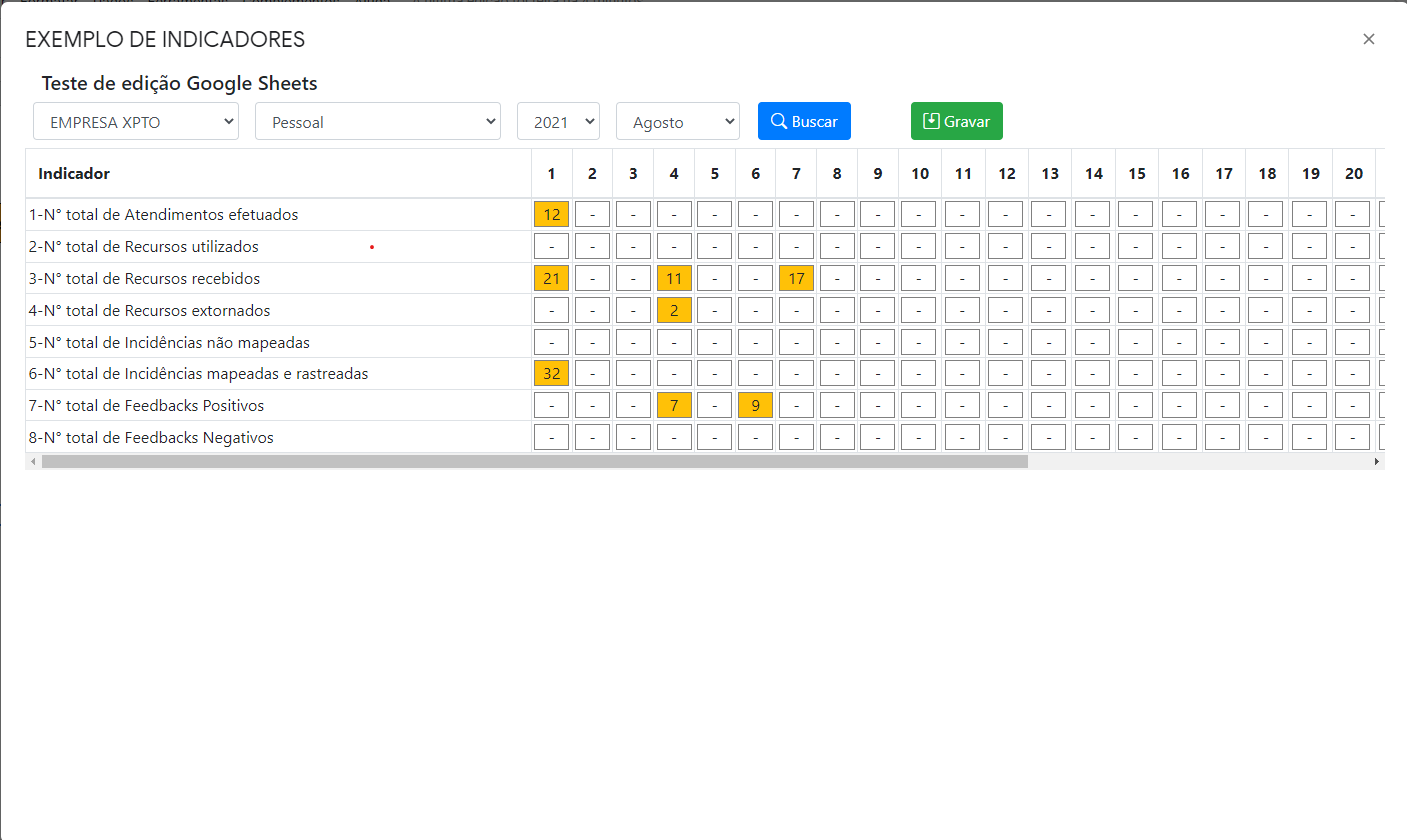 EXEMPLO DE INDICADORES ×
Teste de edição Google Sheets
EMPRESA XPTO Pessoal 2021 Agosto Buscar Gravar
Indicador 1 2 3 4 5 6 7 8 9 10 11 12 13 14 15 16 17 18 19 20
1-N° total de Atendimentos efetuados 12 - - - - - - - - - - - - - - - - - - -
2-N° total de Recursos utilizados - - - - - - - - - - - - - - - - - - - -
3-N° total de Recursos recebidos 21 - - 11 - - 17 - - - - - - - - - - - - -
4-N° total de Recursos extornados - - - 2 - - - - - - - - - - - - - - - -
5-N° total de Incidências não mapeadas - - - - - - - - - - - - - - - - - - - -
6-N° total de Incidências mapeadas e rastreadas 32 - - - - - - - - - - - - - - - - - - -
7-N° total de Feedbacks Positivos - - - 7 - 9 - - - - - - - - - - - - - -
8-N° total de Feedbacks Negativos - - - - - - - - - - - - - - - - - - - -